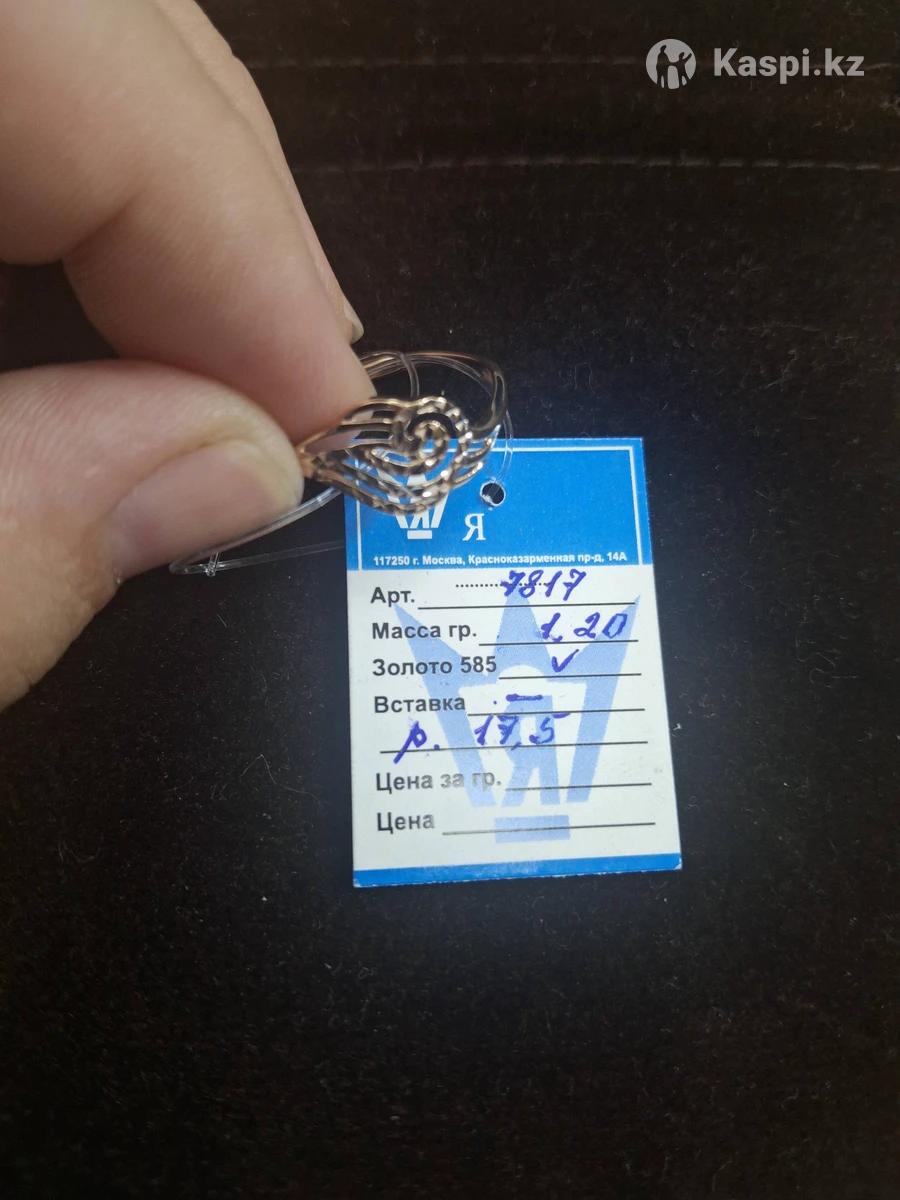 Kaspi.kz
Я
Я
117250 г. Москва, Красноказарменная пр-д, 14А
Арт. 7817
Масса гр. 1,20
Золото 585 v
Вставка –
р. 17,5
Я
Цена за гр.
Цена